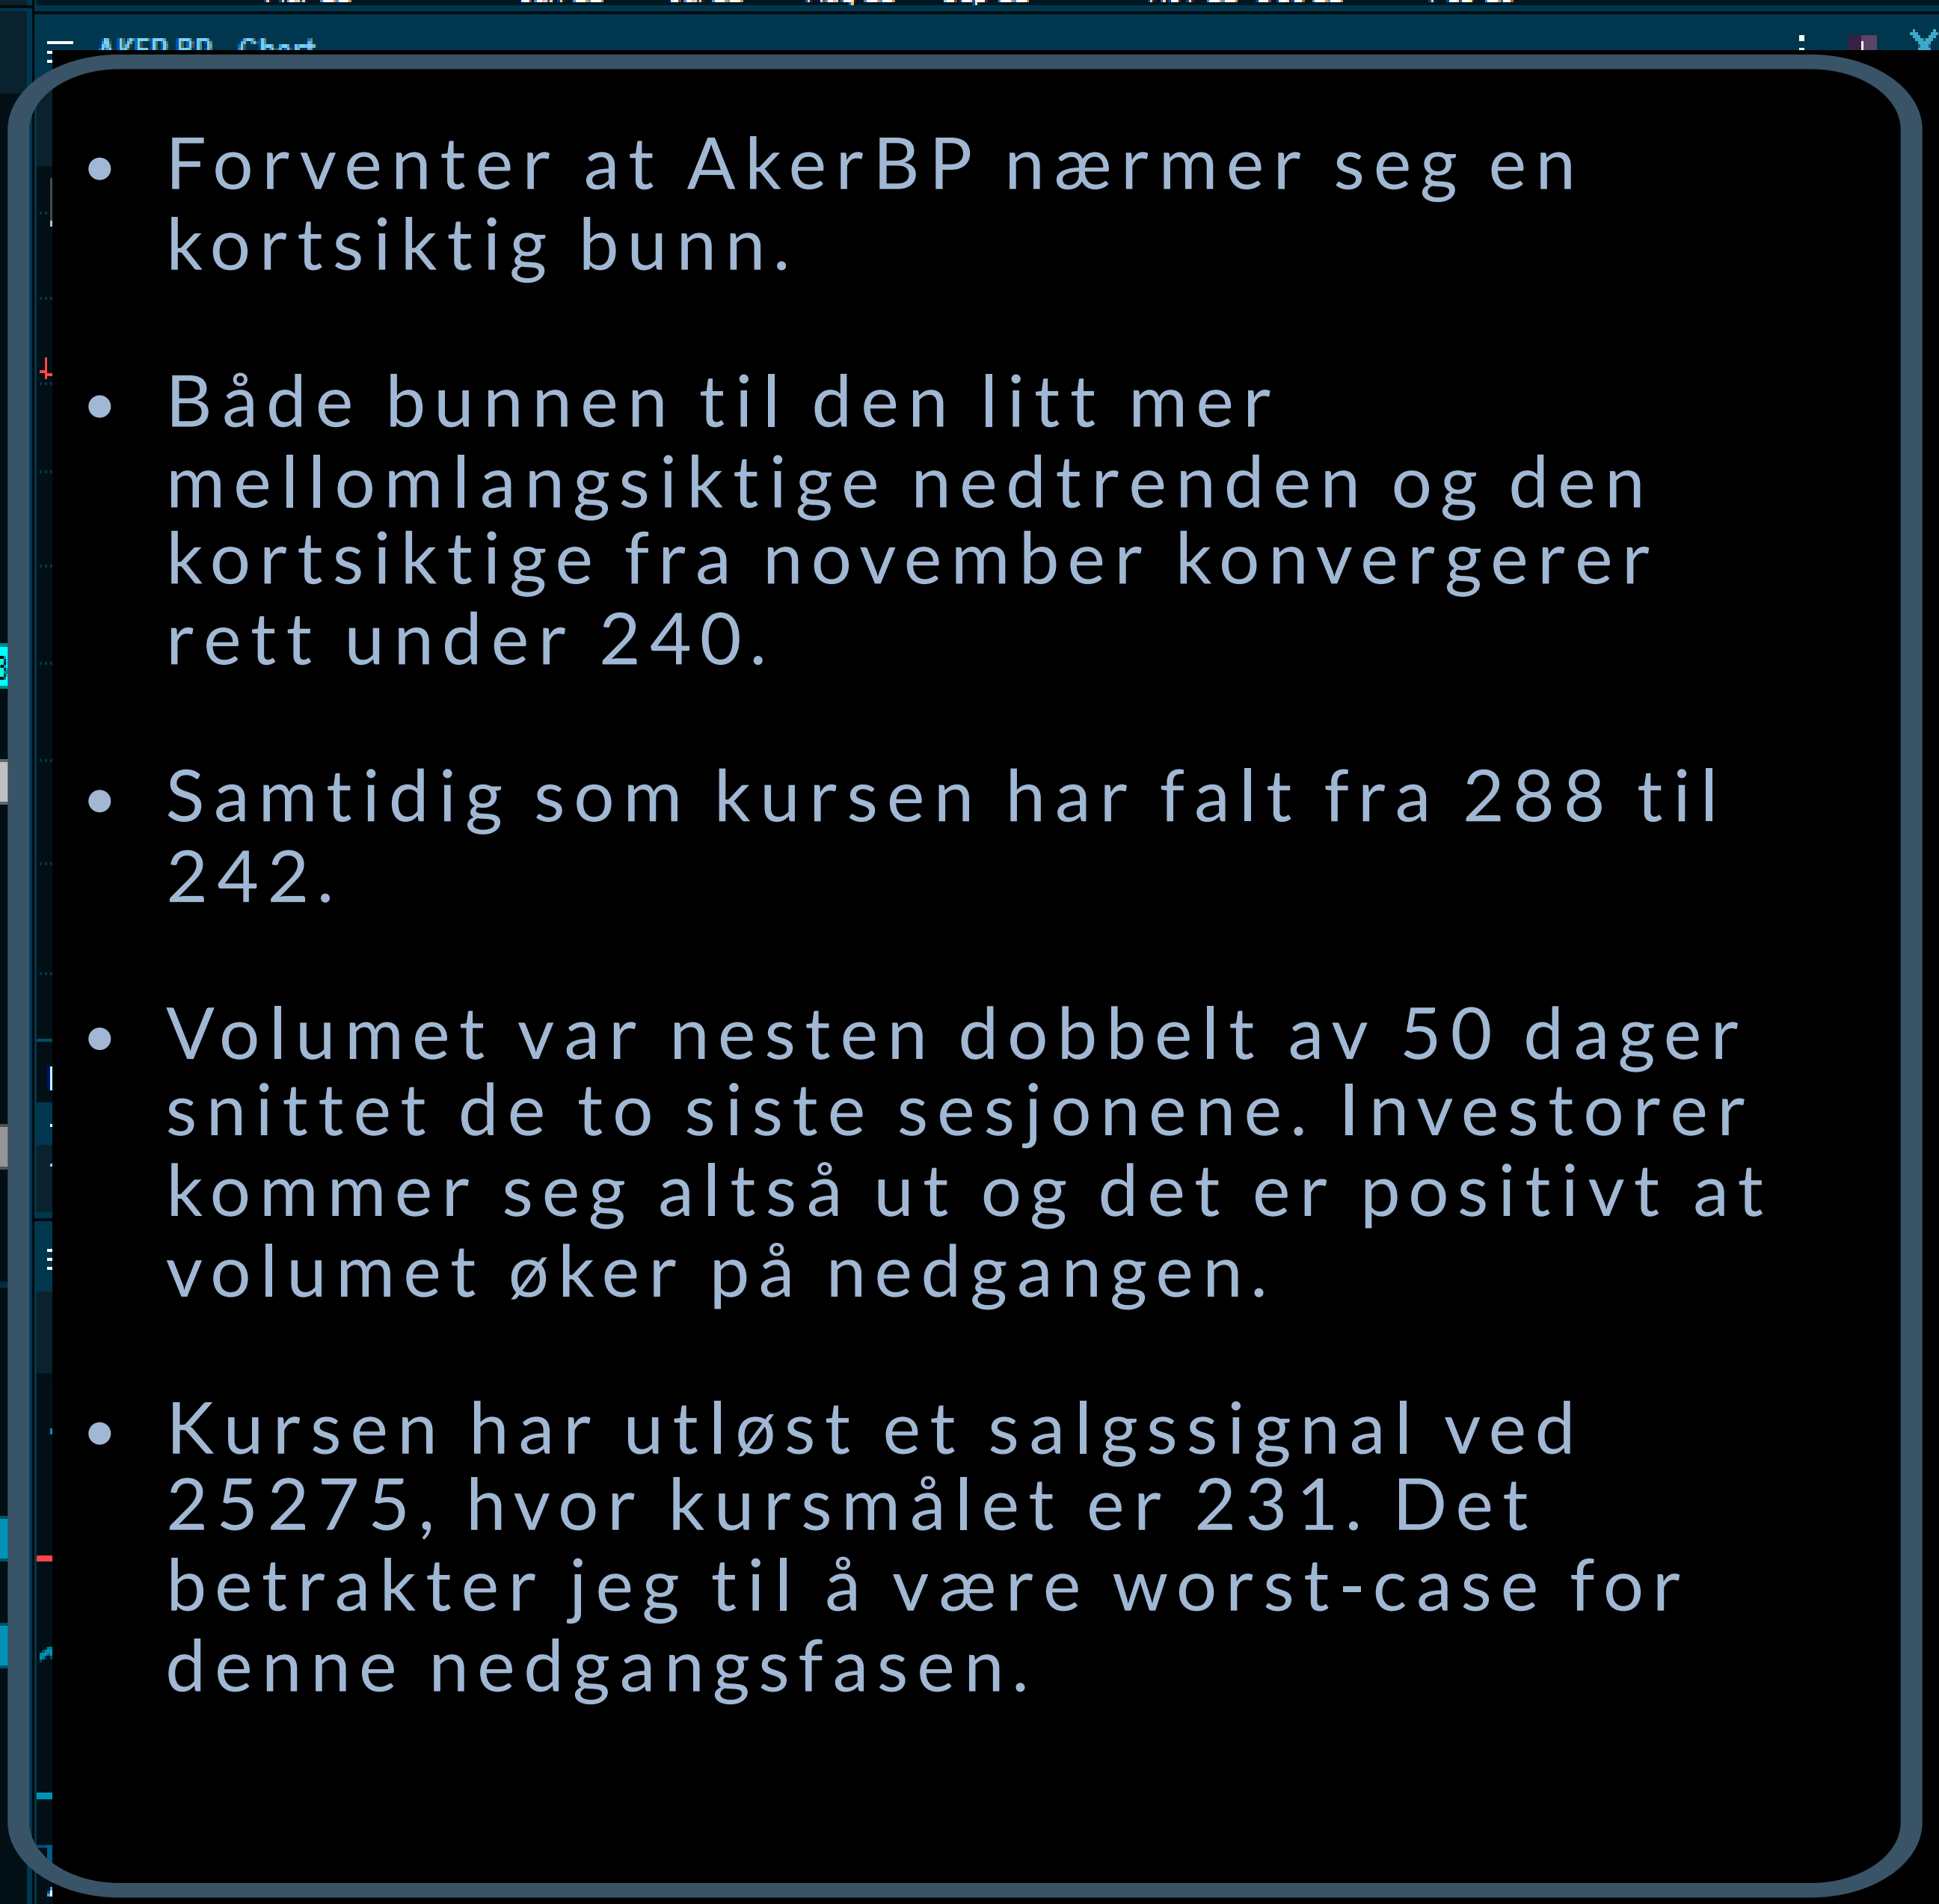 AKER BP, Chart
• Forventer at AkerBP nærmer seg en
kortsiktig bunn.
• Både bunnen til den litt mer
mellomlangsiktige nedtrenden og den
kortsiktige fra november konvergerer
rett under 240.
• Samtidig som kursen har falt fra 288 til
242.
• Volumet var nesten dobbelt av 50 dager
snittet de to siste sesjonene. Investorer
kommer seg altså ut og det er positivt at
volumet øker på nedgangen.
• Kursen har utløst et salgssignal ved
25275, hvor kursmålet er 231. Det
betrakter jeg til å være worst-case for
denne nedgangsfasen.